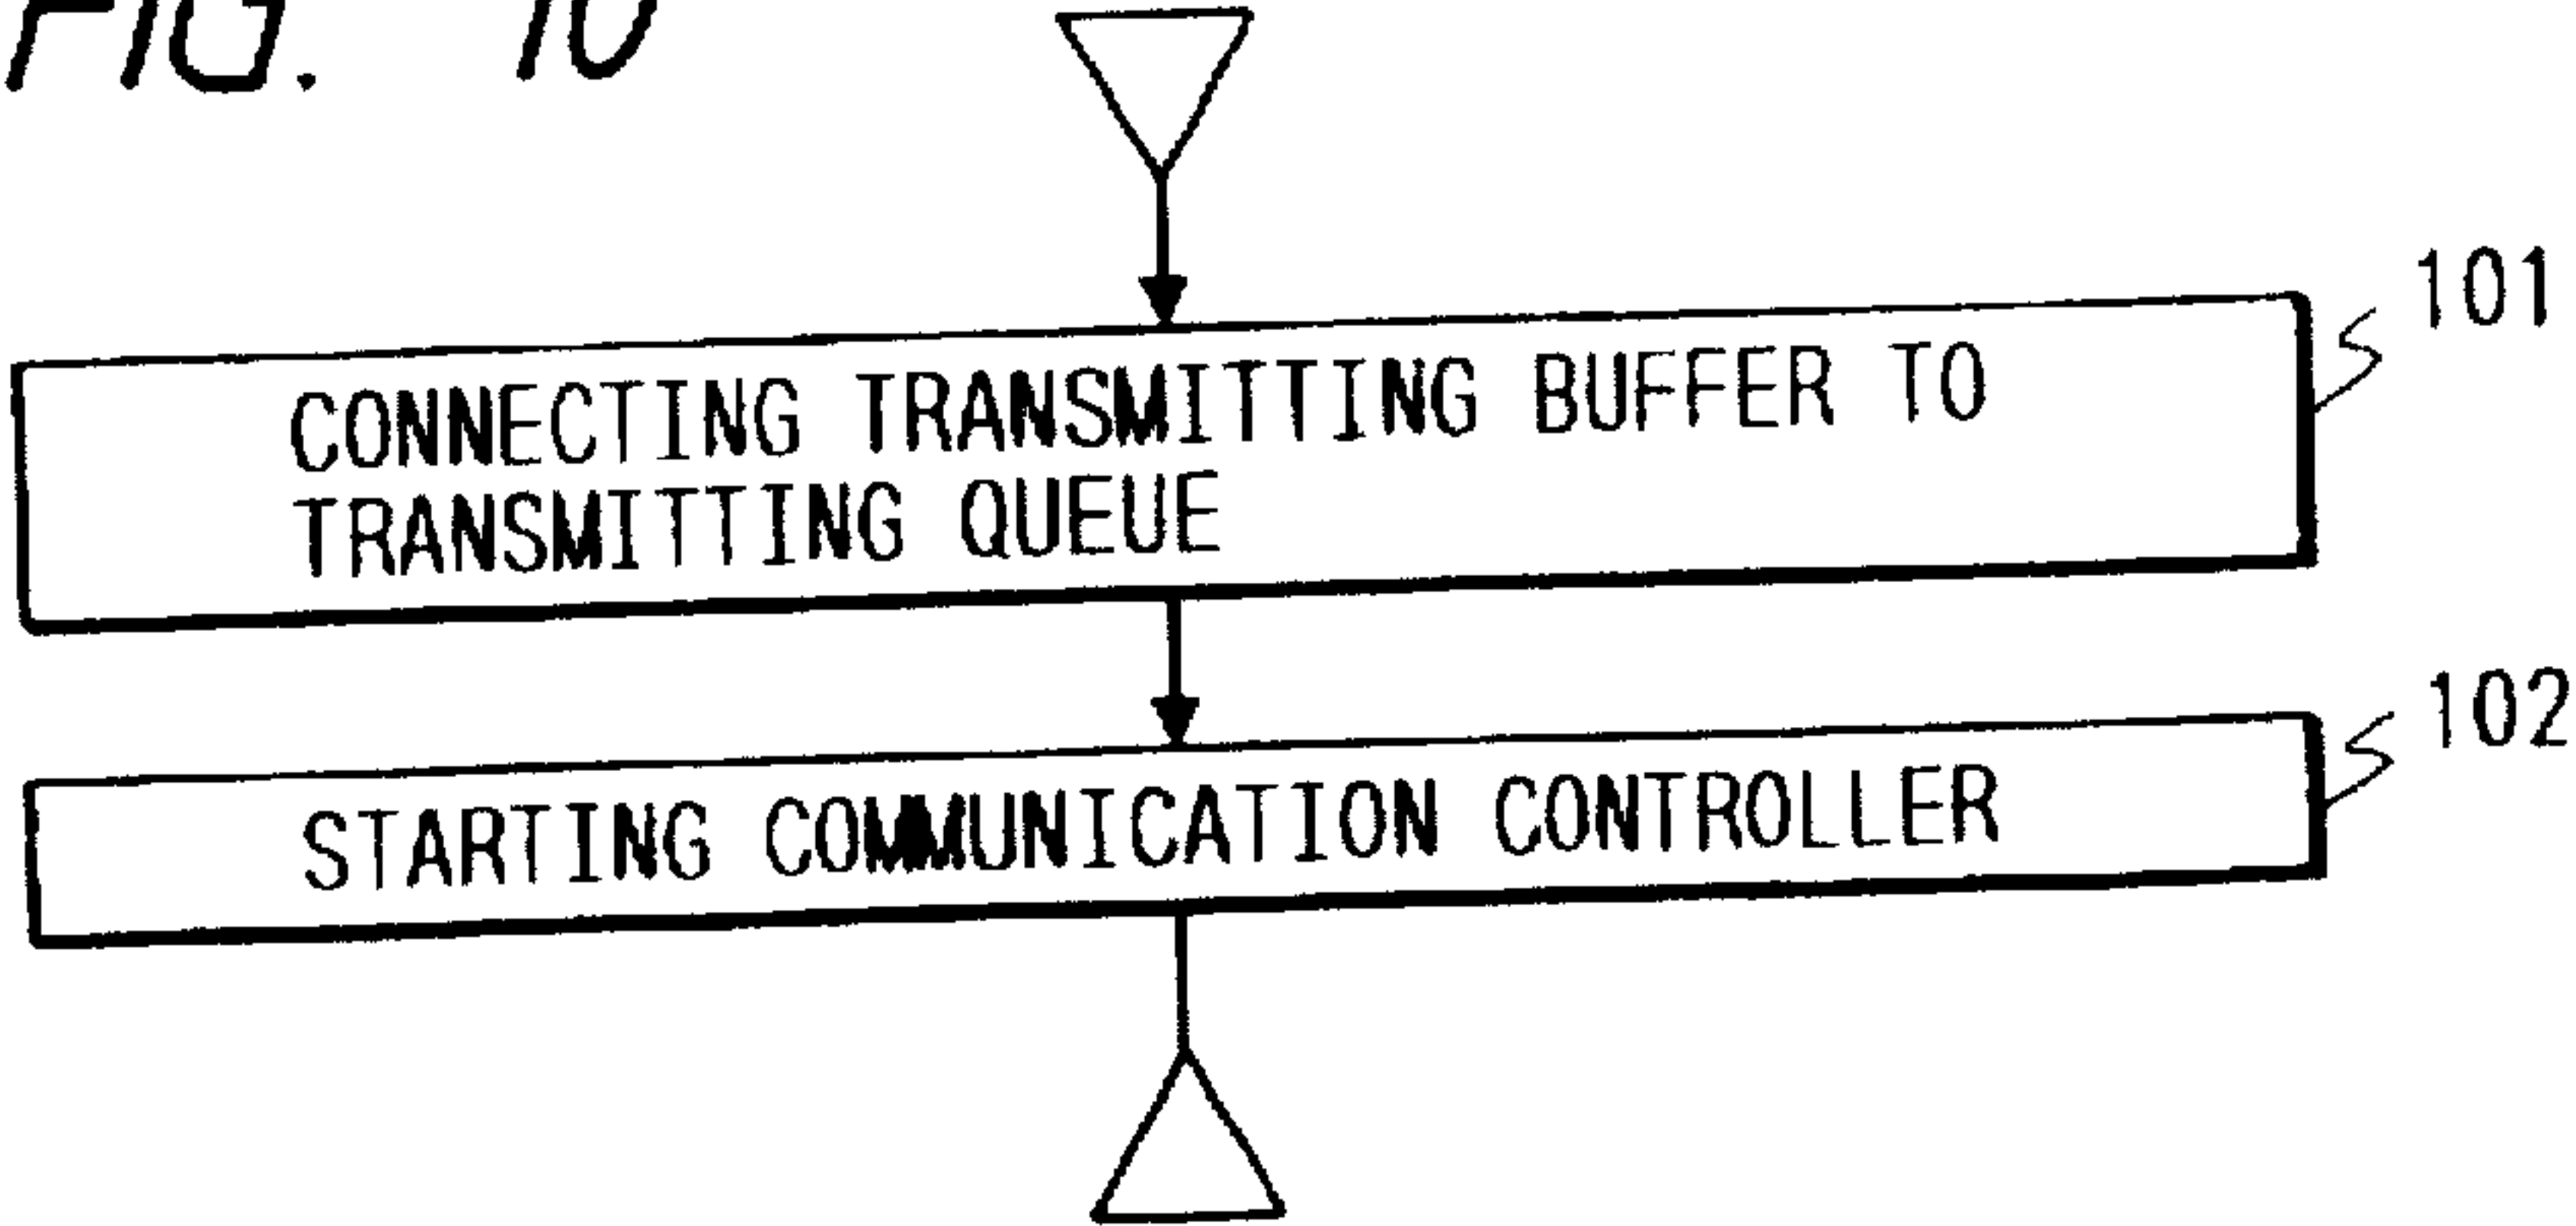 FIG. 10
101
CONNECTING TRANSMITTING BUFFER TO
TRANSMITTING QUEUE
102
STARTING COMMUNICATION CONTROLLER